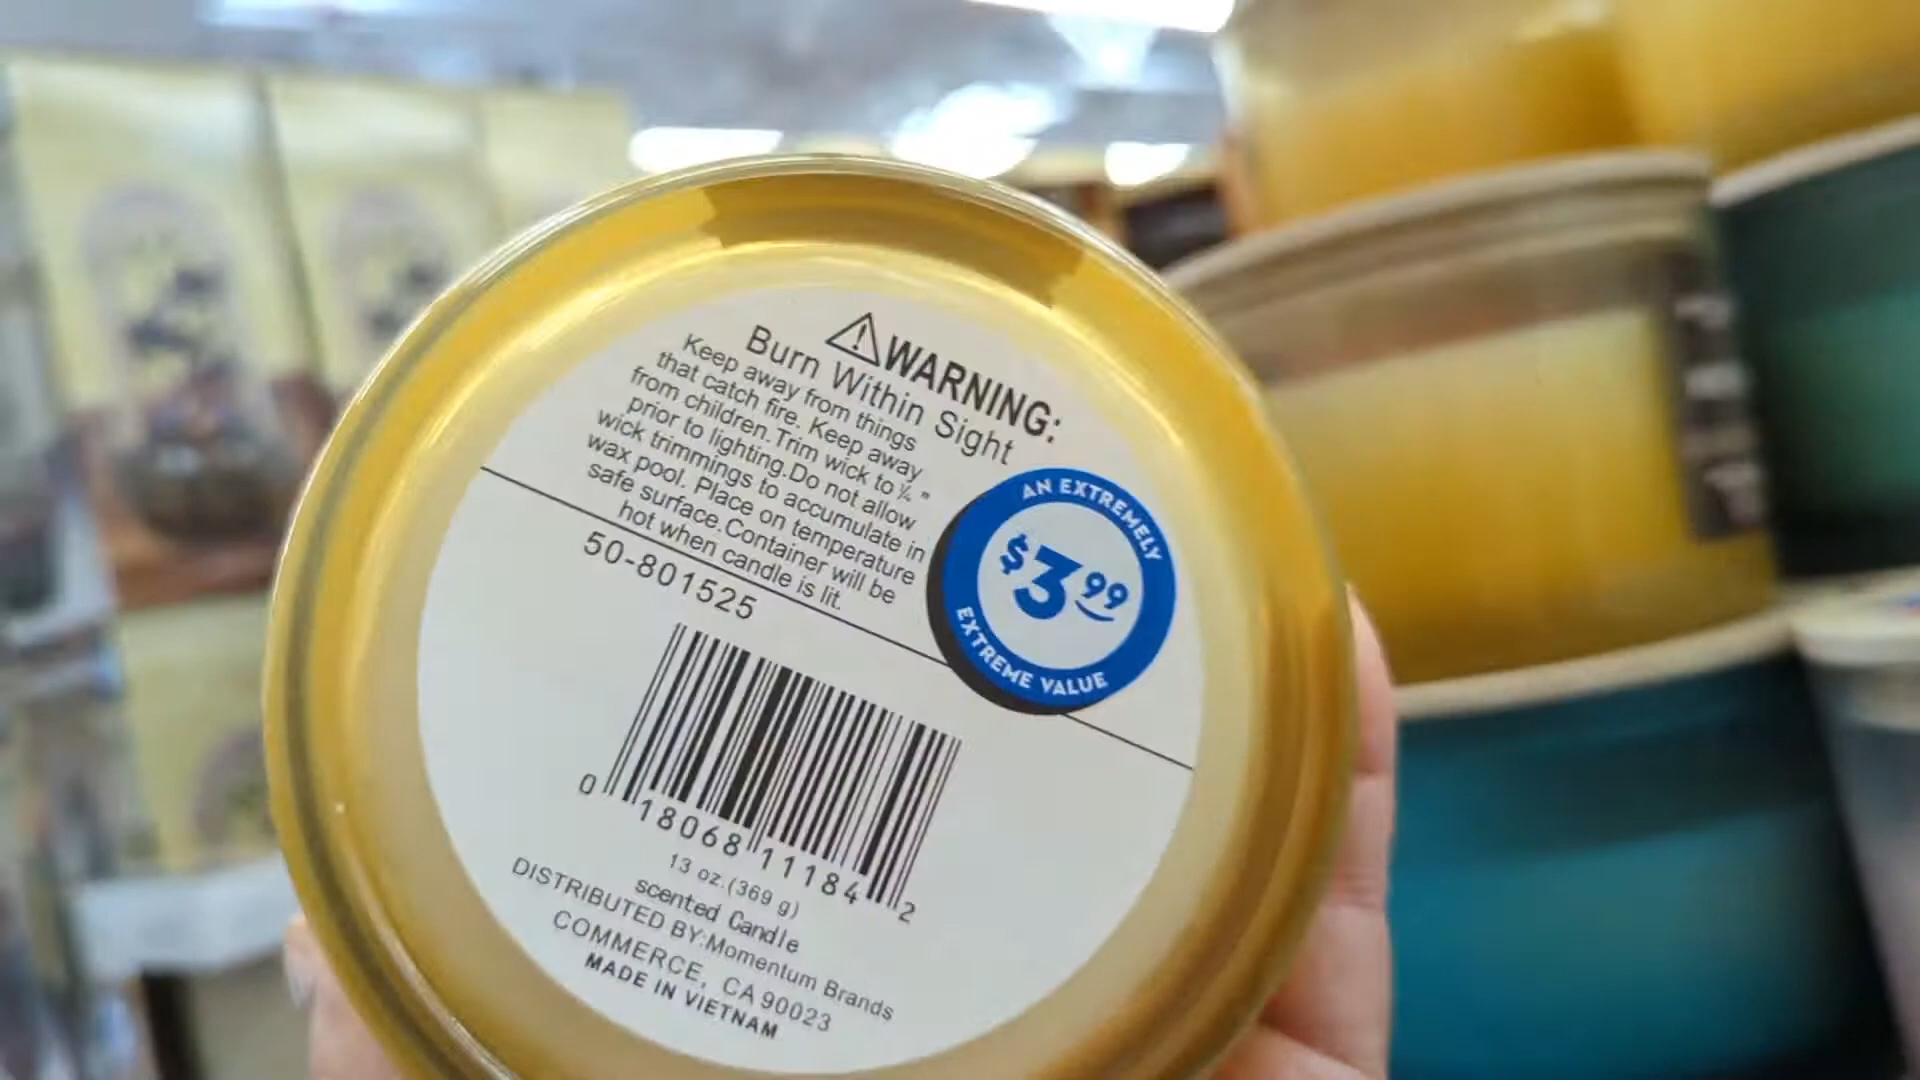 ⚠WARNING:
Burn Within Sight
Keep away from things
that catch fire. Keep away
from children.Trim wick to ¼ "
prior to lighting.Do not allow
wick trimmings to accumulate in
wax pool. Place on temperature
safe surface.Container will be
hot when candle is lit.
AN EXTREMELY
$3.99
EXTREME VALUE
50-801525
0 18068 11184 2
13 oz.(369 g)
scented Candle
DISTRIBUTED BY:Momentum Brands
COMMERCE, CA 90023
MADE IN VIETNAM